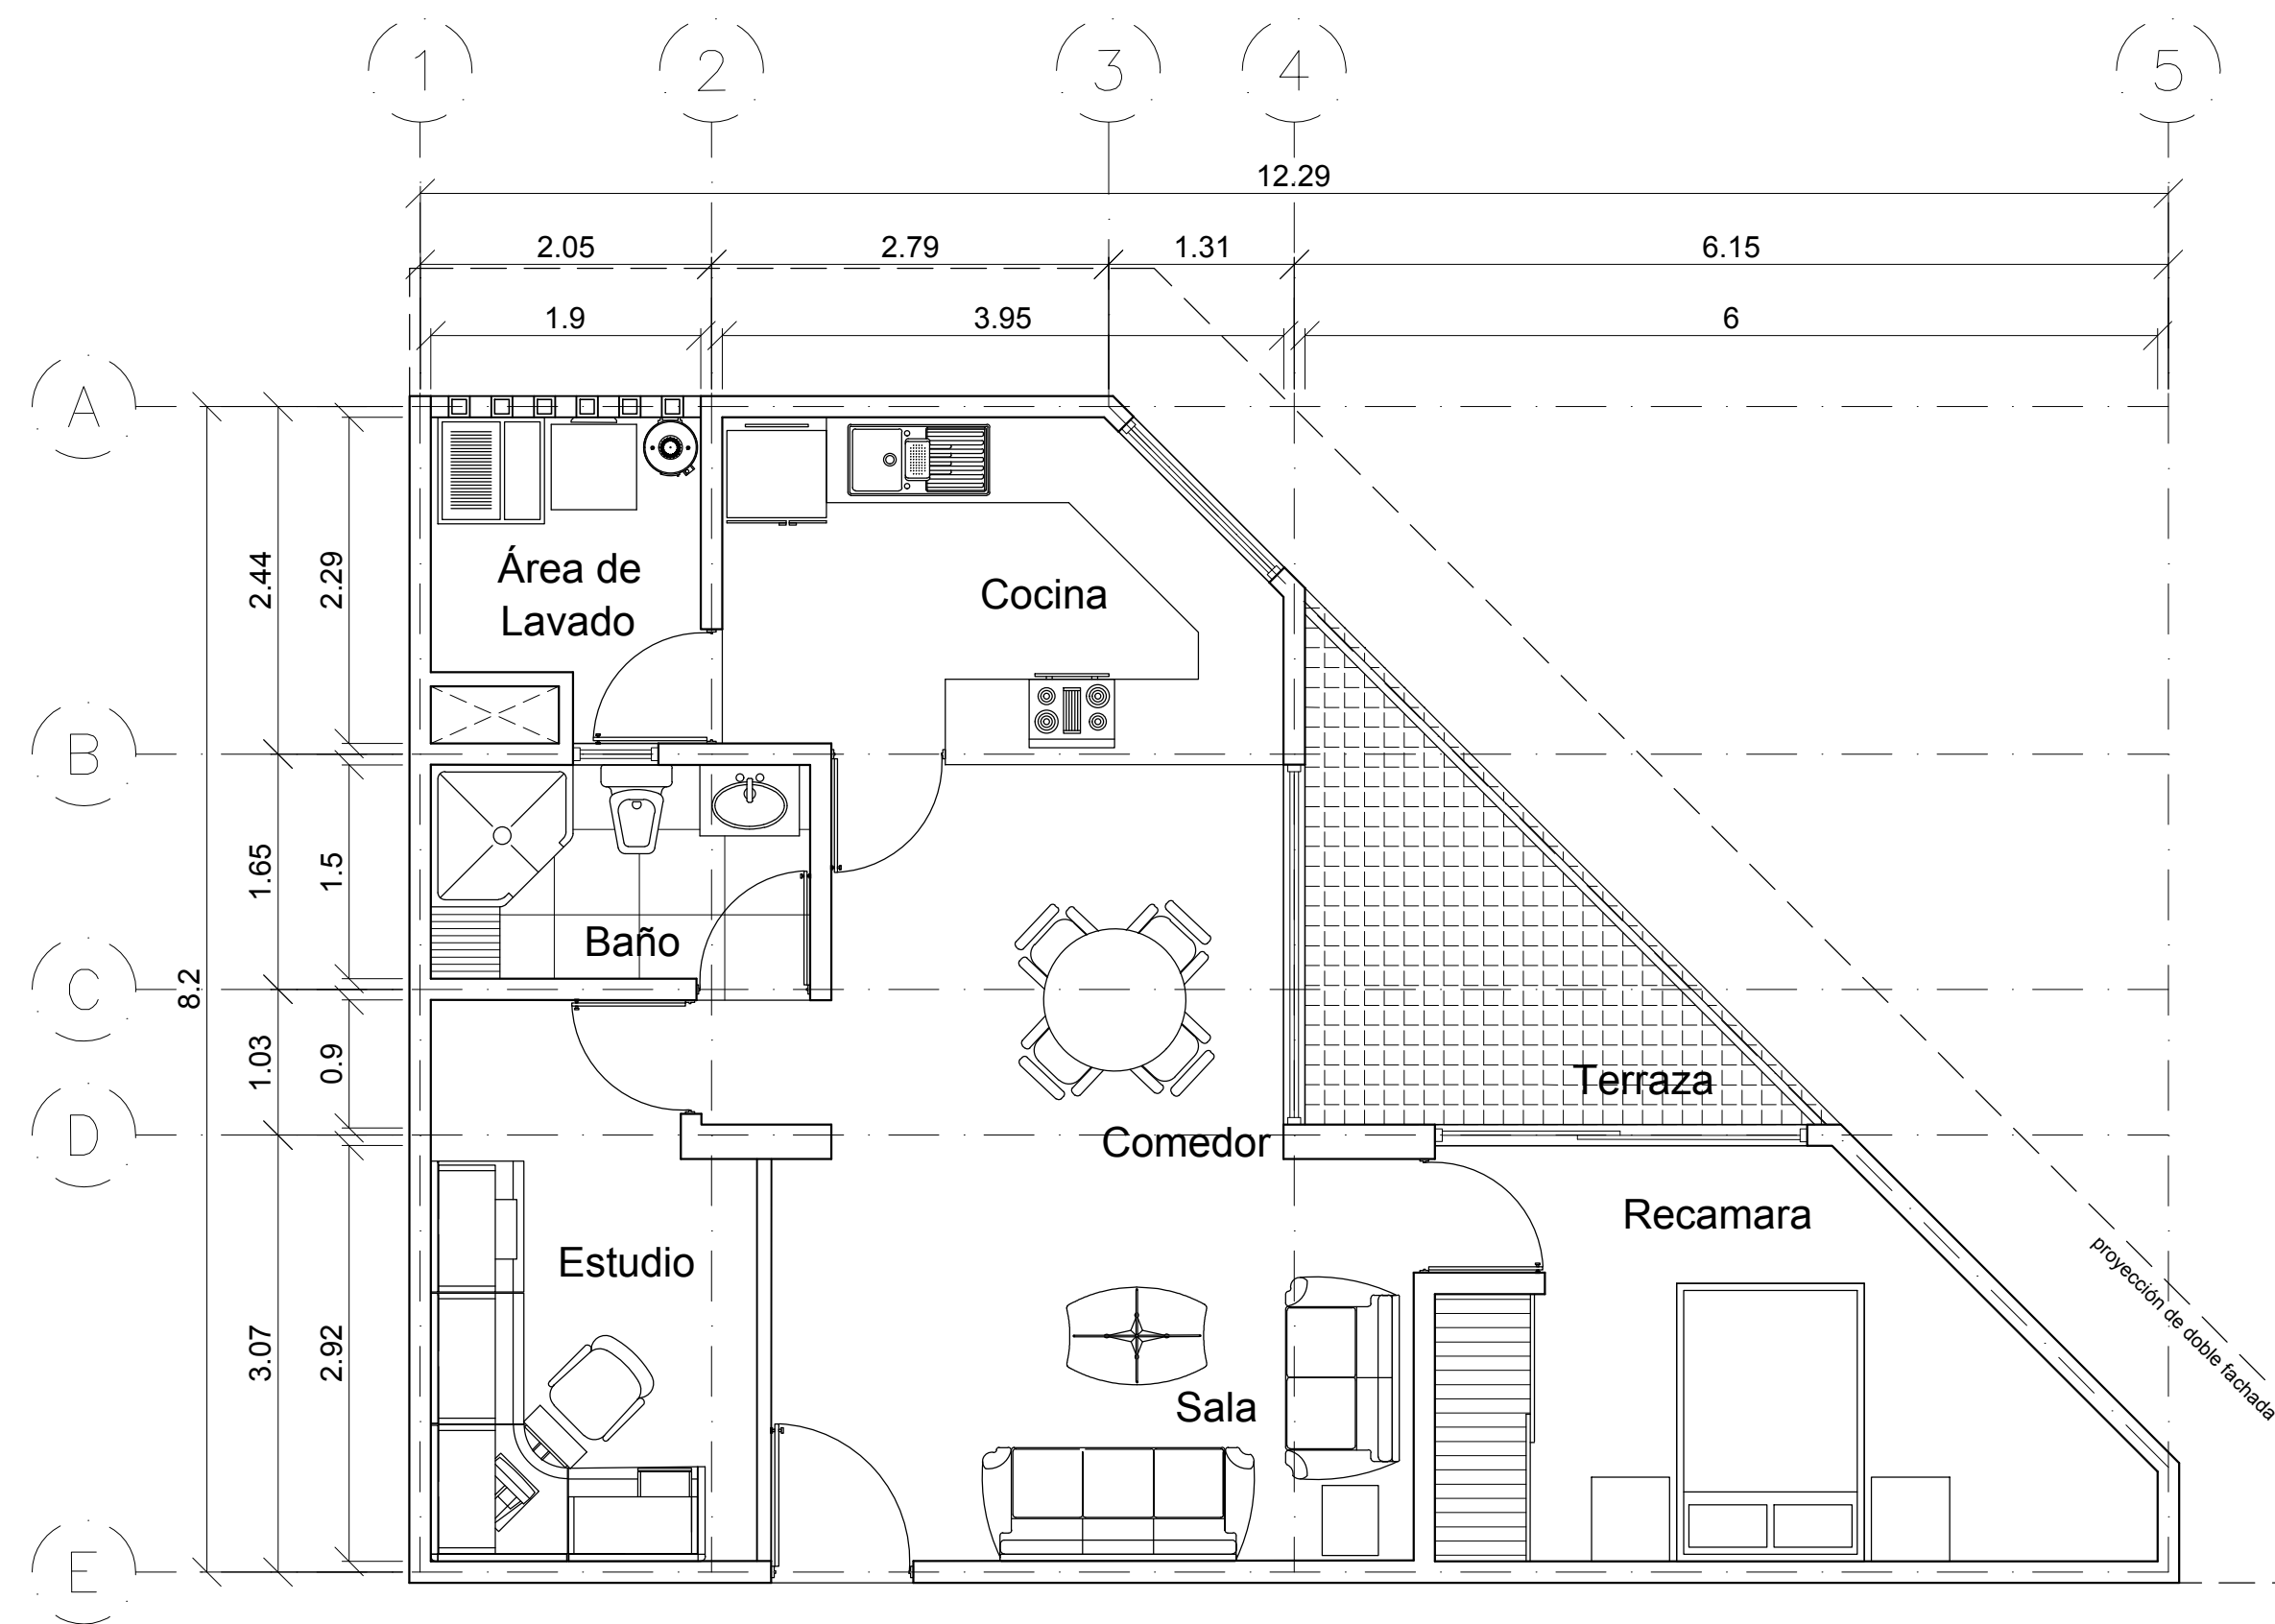 1
2
3
4
5
12.29
2.05
2.79
1.31
6.15
1.9
3.95
6
A
B
C
D
E
8.2
2.44
2.29
1.65
1.5
1.03
0.9
3.07
2.92
Área de
Lavado
Cocina
Baño
Terraza
Comedor
Recamara
Estudio
Sala
proyección de doble fachada